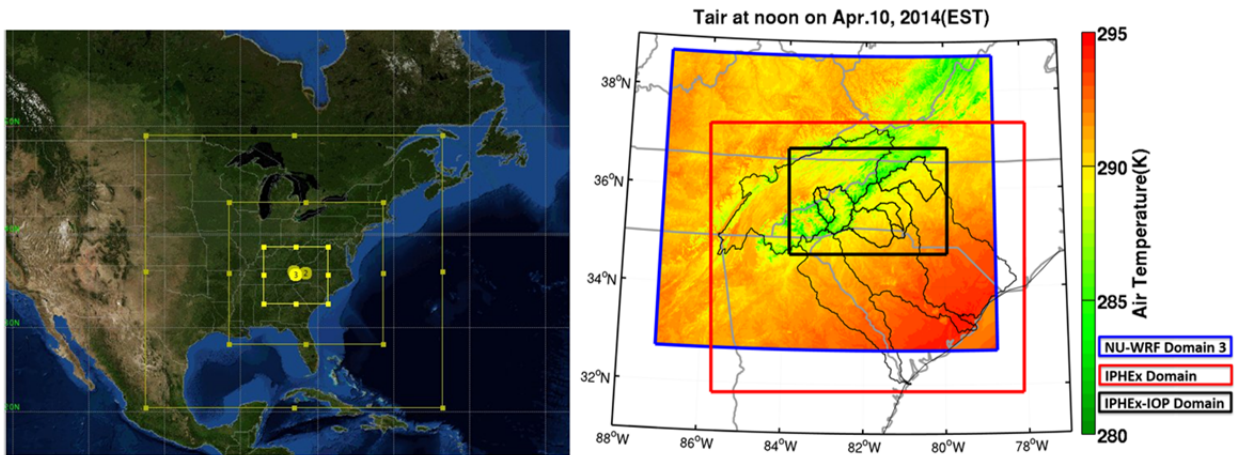 Tair at noon on Apr.10, 2014(EST)
38°N
36°N
34°N
32°N
88°W
86°W
84°W
82°W
80°W
78°W
295
290
285
280
Air Temperature(K)
NU-WRF Domain 3
IPHEx Domain
IPHEx-IOP Domain